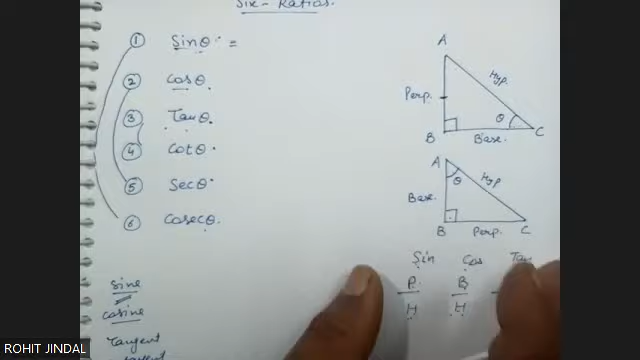 Six - Ratios.
① Sinθ =
② Cosθ.
③ Tanθ.
④ Cotθ.
⑤ Secθ.
⑥ Cosecθ.
sine
cosine
Tangent
A
Hyp.
Perp.
θ
B
Base.
C
A
θ
Hyp
Base.
B
Perp.
C
Sin Cos Tan
P B
H H
ROHIT JINDAL